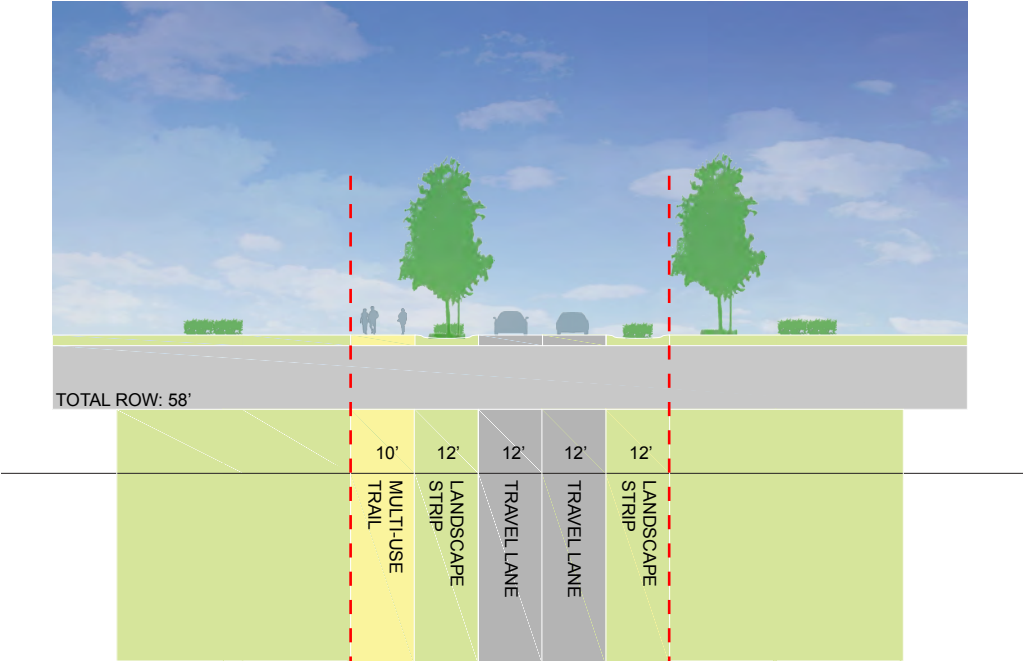 TOTAL ROW: 58’
10’
12’
12’
12’
12’
MULTI-USE
TRAIL
LANDSCAPE
STRIP
TRAVEL LANE
TRAVEL LANE
LANDSCAPE
STRIP